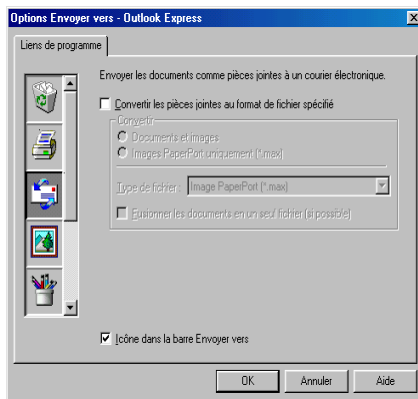 Options Envoyer vers - Outlook Express
Liens de programme
Envoyer les documents comme pièces jointes à un courier électronique.
Convertir les pièces jointes au format de fichier spécifié
Convertir
Documents et images
Images PaperPort uniquement (*.max)
Type de fichier : Image PaperPort (*.max)
Fusionner les documents en un seul fichier (si possible)
Icône dans la barre Envoyer vers
OK Annuler Aide